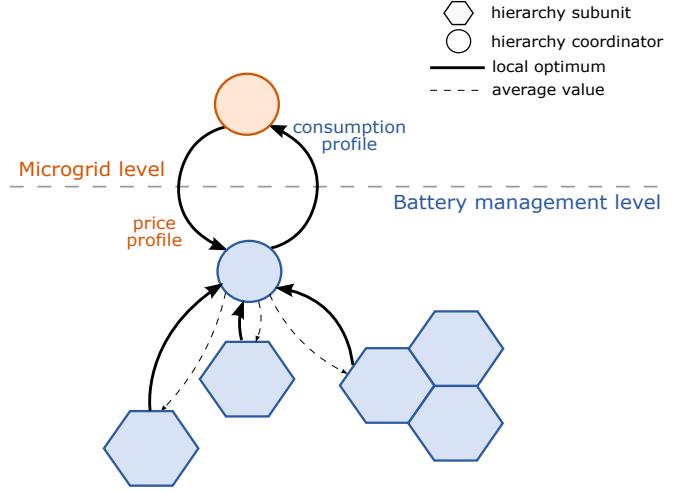 hierarchy subunit
hierarchy coordinator
local optimum
average value
consumption
profile
Microgrid level
Battery management level
price
profile